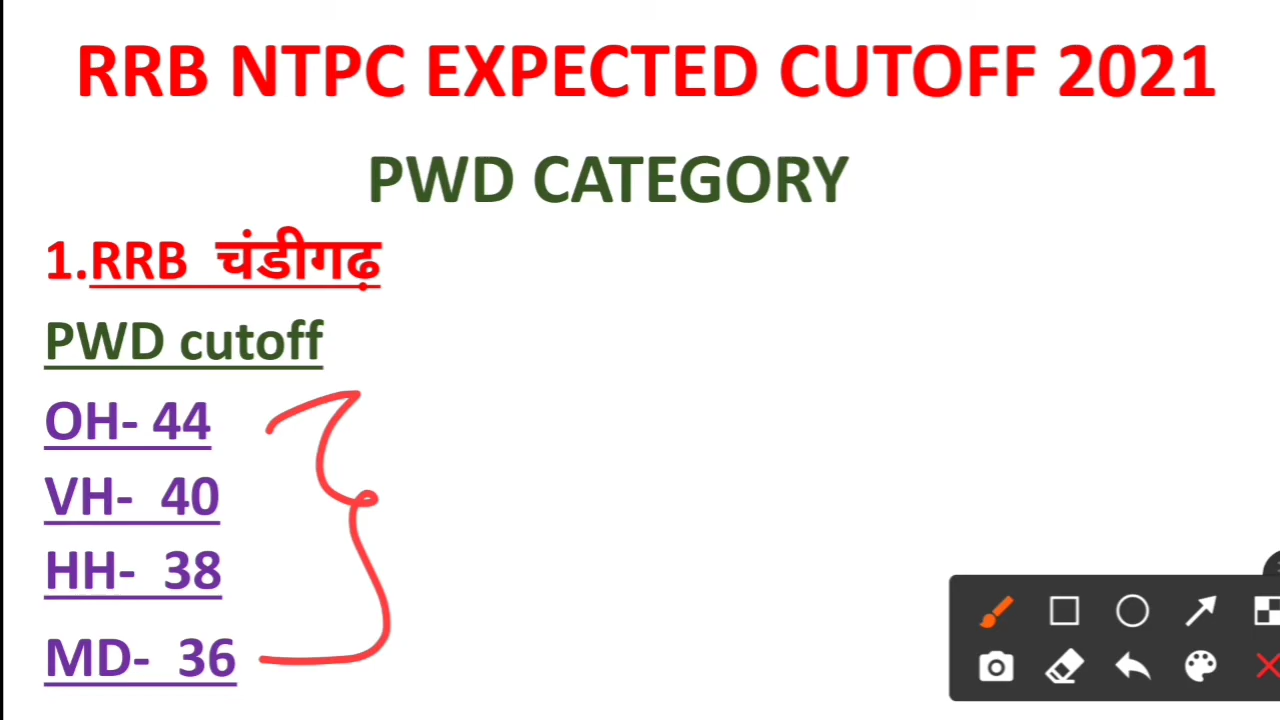 RRB NTPC EXPECTED CUTOFF 2021
PWD CATEGORY
1.RRB चंडीगढ़
PWD cutoff
OH- 44
VH- 40
HH- 38
MD- 36